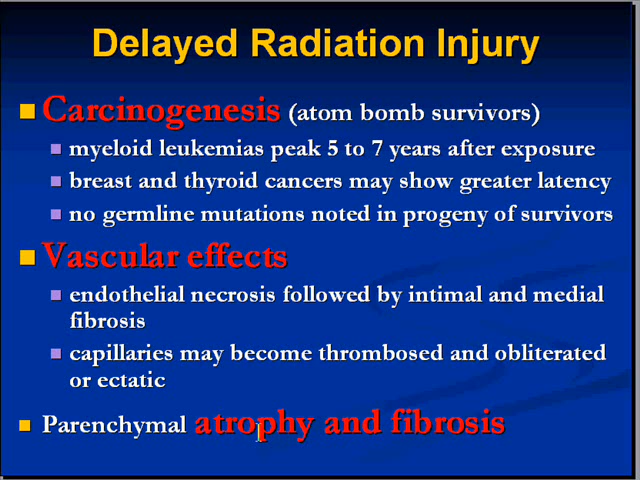 Delayed Radiation Injury
Carcinogenesis (atom bomb survivors)
myeloid leukemias peak 5 to 7 years after exposure
breast and thyroid cancers may show greater latency
no germline mutations noted in progeny of survivors
Vascular effects
endothelial necrosis followed by intimal and medial
fibrosis
capillaries may become thrombosed and obliterated
or ectatic
Parenchymal atrophy and fibrosis